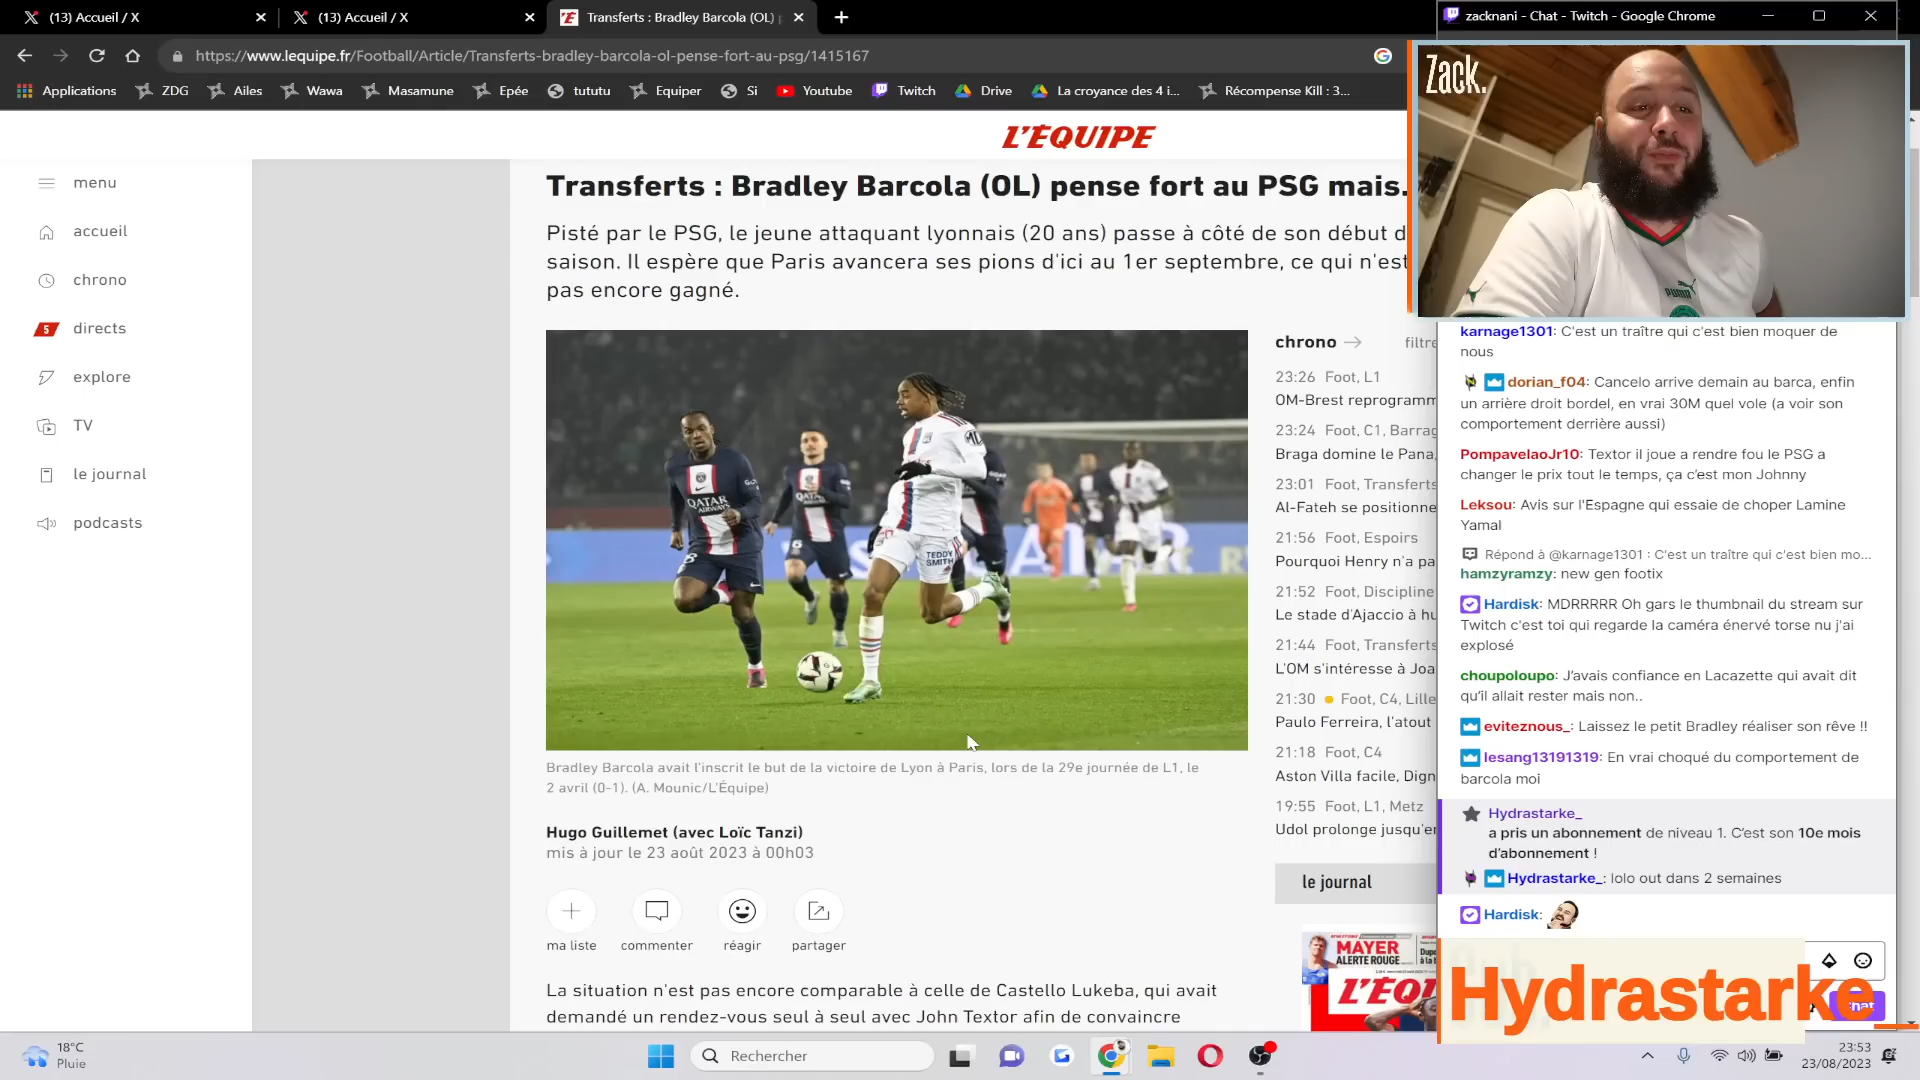 (13) Accueil / X
(13) Accueil / X
Transferts : Bradley Barcola (OL)
zacknani - Chat - Twitch - Google Chrome
https://www.lequipe.fr/Football/Article/Transferts-bradley-barcola-ol-pense-fort-au-psg/1415167
Applications
ZDG
Ailes
Wawa
Masamune
Epée
tututu
Equiper
Si
Youtube
Twitch
Drive
La croyance des 4 i...
Récompense Kill : 3...
Zack.
L'ÉQUIPE
menu
accueil
chrono
5 directs
explore
TV
le journal
podcasts
Transferts : Bradley Barcola (OL) pense fort au PSG mais.
Pisté par le PSG, le jeune attaquant lyonnais (20 ans) passe à côté de son début d
saison. Il espère que Paris avancera ses pions d'ici au 1er septembre, ce qui n'est
pas encore gagné.
QATAR
AIRWAYS
TEDDY
SMITH
Bradley Barcola avait l'inscrit le but de la victoire de Lyon à Paris, lors de la 29e journée de L1, le
2 avril (0-1). (A. Mounic/L'Équipe)
Hugo Guillemet (avec Loïc Tanzi)
mis à jour le 23 août 2023 à 00h03
ma liste
commenter
réagir
partager
La situation n'est pas encore comparable à celle de Castello Lukeba, qui avait
demandé un rendez-vous seul à seul avec John Textor afin de convaincre
chrono
filtre
23:26 Foot, L1
OM-Brest reprogramm
23:24 Foot, C1, Barrag
Braga domine le Pana,
23:01 Foot, Transferts
Al-Fateh se positionne
21:56 Foot, Espoirs
Pourquoi Henry n'a pa
21:52 Foot, Discipline
Le stade d'Ajaccio à hu
21:44 Foot, Transferts
L'OM s'intéresse à Joa
21:30 Foot, C4, Lille
Paulo Ferreira, l'atout
21:18 Foot, C4
Aston Villa facile, Dign
19:55 Foot, L1, Metz
Udol prolonge jusqu'er
le journal
MAYER
ALERTE ROUGE
L'ÉQU
PUMA
karnage1301: C'est un traître qui c'est bien moquer de
nous
dorian_f04: Cancelo arrive demain au barca, enfin
un arrière droit bordel, en vrai 30M quel vole (a voir son
comportement derrière aussi)
PompavelaoJr10: Textor il joue a rendre fou le PSG a
changer le prix tout le temps, ça c'est mon Johnny
Leksou: Avis sur l'Espagne qui essaie de choper Lamine
Yamal
Répond à @karnage1301 : C'est un traître qui c'est bien mo...
hamzyramzy: new gen footix
Hardisk: MDRRRRR Oh gars le thumbnail du stream sur
Twitch c'est toi qui regarde la caméra énervé torse nu j'ai
explosé
choupoloupo: J'avais confiance en Lacazette qui avait dit
qu'il allait rester mais non..
eviteznous_: Laissez le petit Bradley réaliser son rêve !!
lesang13191319: En vrai choqué du comportement de
barcola moi
Hydrastarke_
a pris un abonnement de niveau 1. C'est son 10e mois
d'abonnement !
Hydrastarke_: lolo out dans 2 semaines
Hardisk:
Hydrastarke_
18°C
Pluie
Rechercher
23:53
23/08/2023